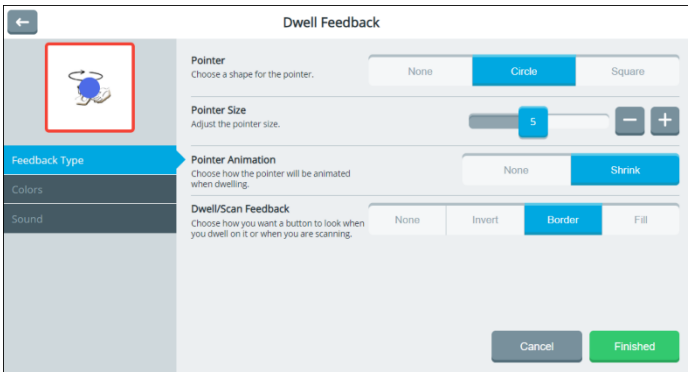 Dwell Feedback
Feedback Type
Colors
Sound
Pointer
Choose a shape for the pointer.
None
Circle
Square
Pointer Size
Adjust the pointer size.
5
Pointer Animation
Choose how the pointer will be animated
when dwelling.
None
Shrink
Dwell/Scan Feedback
Choose how you want a button to look when
you dwell on it or when you are scanning.
None
Invert
Border
Fill
Cancel
Finished